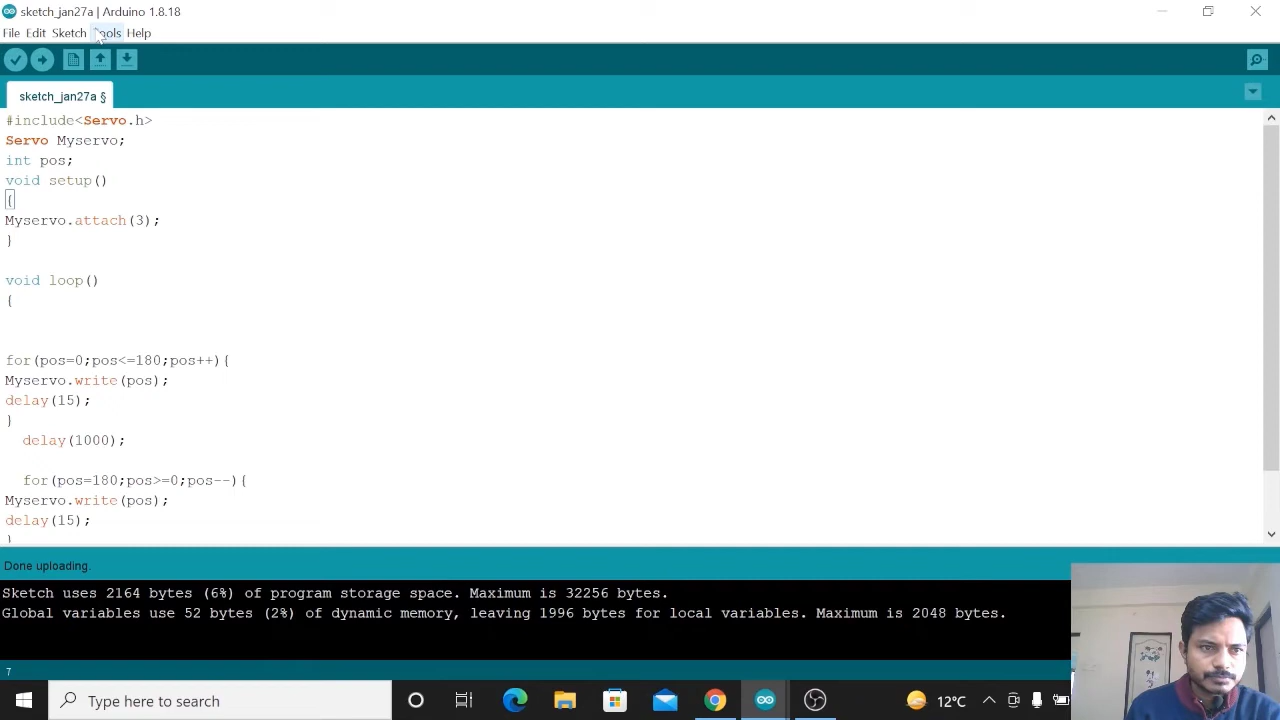 sketch_jan27a | Arduino 1.8.18
File Edit Sketch Tools Help
sketch_jan27a §
#include<Servo.h>
Servo Myservo;
int pos;
void setup()
{
Myservo.attach(3);
}
void loop()
{
for(pos=0;pos<=180;pos++){
Myservo.write(pos);
delay(15);
}
delay(1000);
for(pos=180;pos>=0;pos--){
Myservo.write(pos);
delay(15);
}
Done uploading.
Sketch uses 2164 bytes (6%) of program storage space. Maximum is 32256 bytes.
Global variables use 52 bytes (2%) of dynamic memory, leaving 1996 bytes for local variables. Maximum is 2048 bytes.
7
Type here to search
12°C